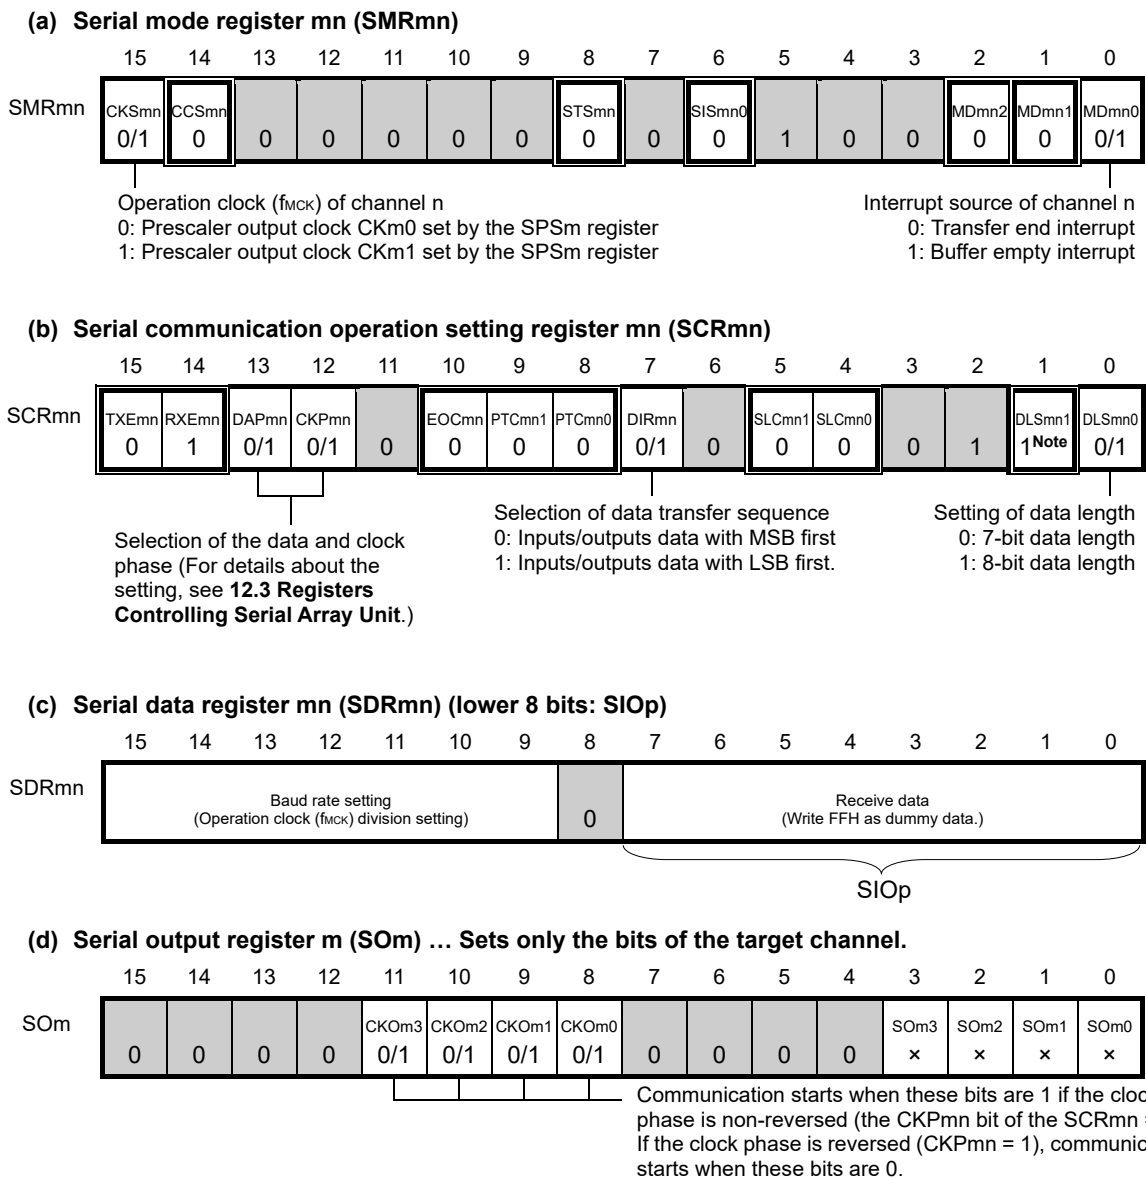 (a) Serial mode register mn (SMRmn)
15 14 13 12 11 10 9 8 7 6 5 4 3 2 1 0
SMRmn
CKSmn CCSmn STSmn SISmn0 MDmn2 MDmn1 MDmn0
0/1 0 0 0 0 0 0 0 0 0 1 0 0 0 0 0/1
Operation clock (fMCK) of channel n
0: Prescaler output clock CKm0 set by the SPSm register
1: Prescaler output clock CKm1 set by the SPSm register
Interrupt source of channel n
0: Transfer end interrupt
1: Buffer empty interrupt
(b) Serial communication operation setting register mn (SCRmn)
15 14 13 12 11 10 9 8 7 6 5 4 3 2 1 0
SCRmn
TXEmn RXEmn DAPmn CKPmn EOCmn PTCmn1 PTCmn0 DIRmn SLCmn1 SLCmn0 DLSmn1 DLSmn0
0 1 0/1 0/1 0 0 0 0 0/1 0 0 0 0 1 1Note 0/1
Selection of the data and clock
phase (For details about the
setting, see 12.3 Registers
Controlling Serial Array Unit.)
Selection of data transfer sequence
0: Inputs/outputs data with MSB first
1: Inputs/outputs data with LSB first.
Setting of data length
0: 7-bit data length
1: 8-bit data length
(c) Serial data register mn (SDRmn) (lower 8 bits: SIOp)
15 14 13 12 11 10 9 8 7 6 5 4 3 2 1 0
SDRmn
Baud rate setting
(Operation clock (fMCK) division setting)
0
Receive data
(Write FFH as dummy data.)
SIOp
(d) Serial output register m (SOm) … Sets only the bits of the target channel.
15 14 13 12 11 10 9 8 7 6 5 4 3 2 1 0
SOm
CKOm3 CKOm2 CKOm1 CKOm0 SOm3 SOm2 SOm1 SOm0
0 0 0 0 0/1 0/1 0/1 0/1 0 0 0 0 × × × ×
Communication starts when these bits are 1 if the
phase is non-reversed (the CKPmn bit of the SCRmn
If the clock phase is reversed (CKPmn = 1),
starts when these bits are 0.